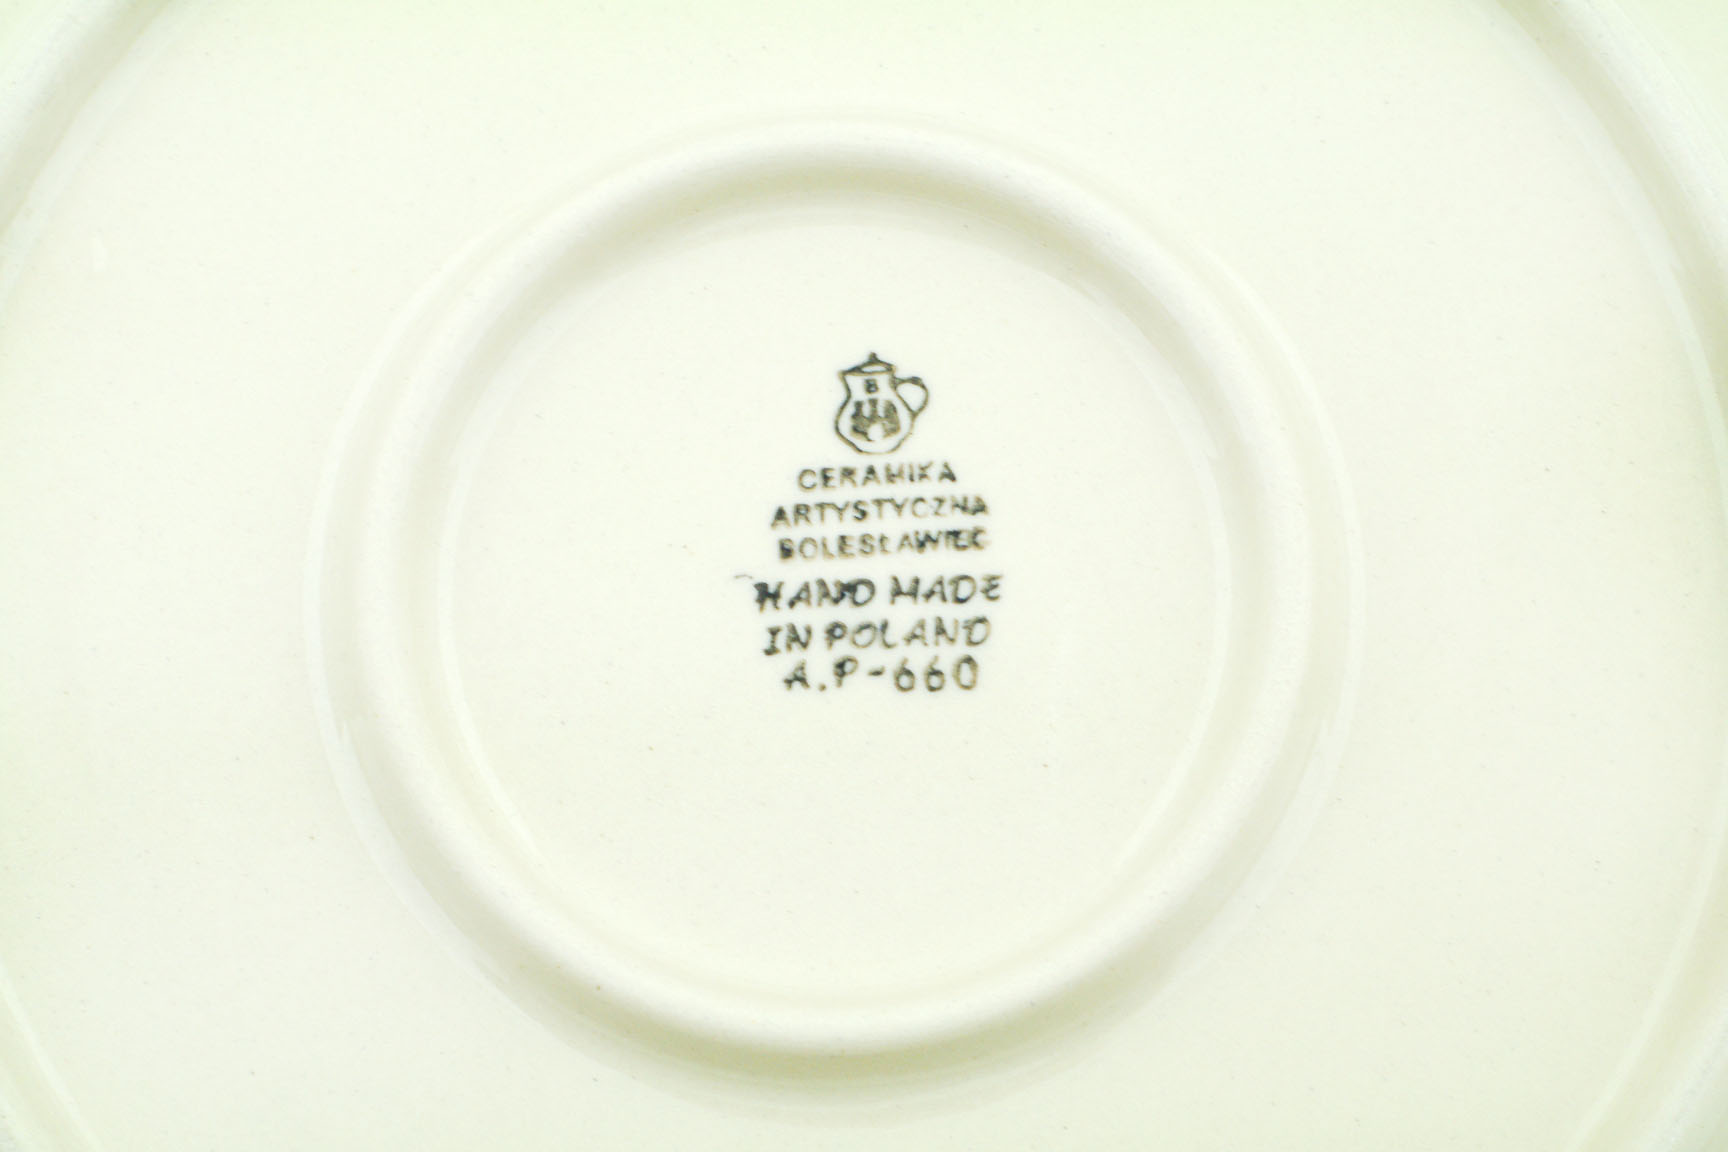 B
CERAMIKA
ARTYSTYCZNA
BOLESŁAWIEC
HAND MADE
IN POLAND
A.P-660